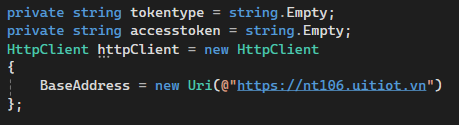 private string tokentype = string.Empty;
private string accesstoken = string.Empty;
HttpClient httpClient = new HttpClient
{
    BaseAddress = new Uri(@"https://nt106.uitiot.vn")
};